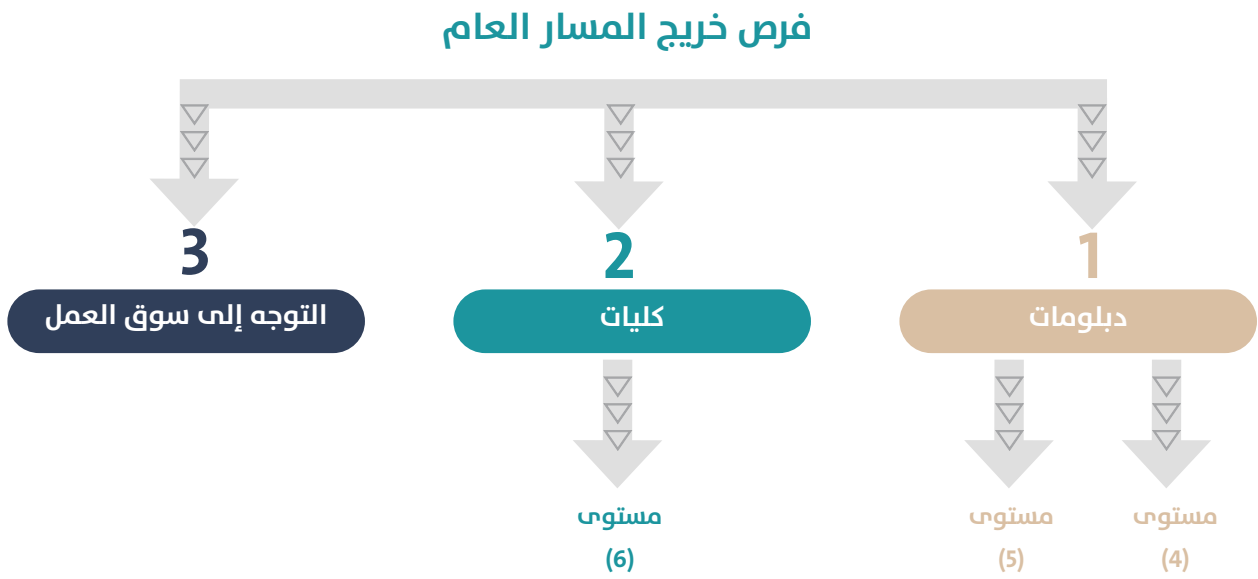 فرص خريج المسار العام
1
دبلومات
مستوى
(4)
مستوى
(5)
2
كليات
مستوى
(6)
3
التوجه إلى سوق العمل